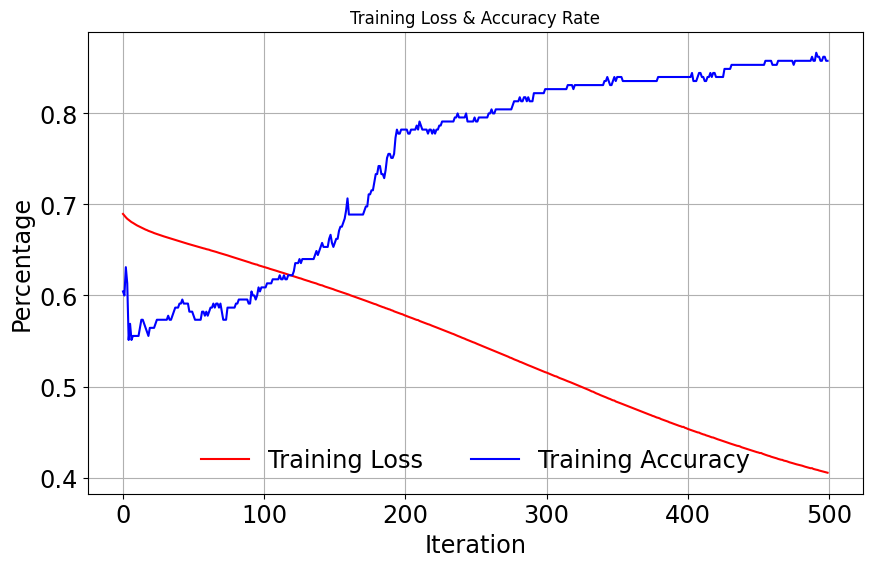 Training Loss & Accuracy Rate
Percentage
0.8
0.7
0.6
0.5
0.4
Training Loss
Training Accuracy
0 100 200 300 400 500
Iteration